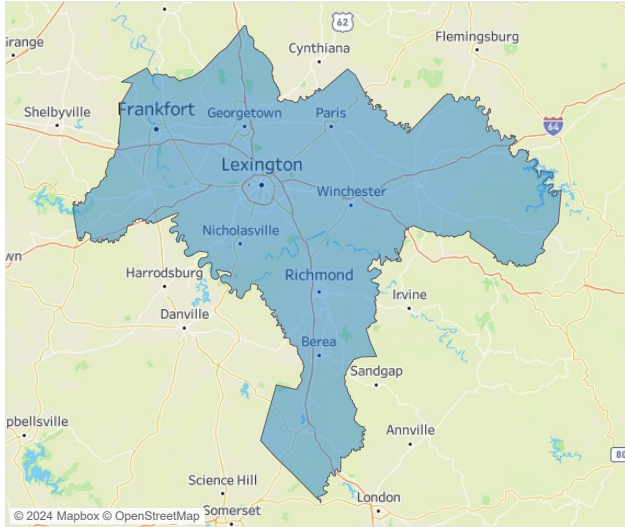 62
Flemingsburg
Grange
Cynthiana
Shelbyville
Frankfort
Georgetown
Paris
64
Lexington
Winchester
Nicholasville
wn
Harrodsburg
Richmond
Irvine
Danville
Berea
Sandgap
pbellsville
Annville
80
Science Hill
London
Somerset
© 2024 Mapbox © OpenStreetMap